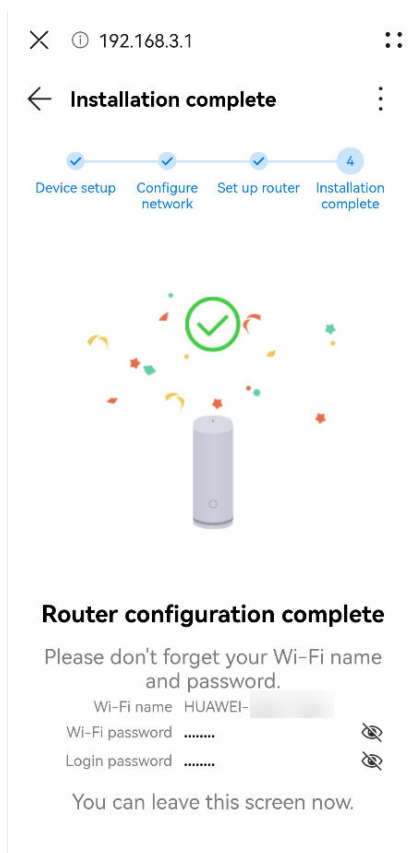 192.168.3.1
Installation complete
4
Device setup Configure network Set up router Installation complete
Router configuration complete
Please don't forget your Wi-Fi name
and password.
Wi-Fi name HUAWEI-
Wi-Fi password ........
Login password ........
You can leave this screen now.